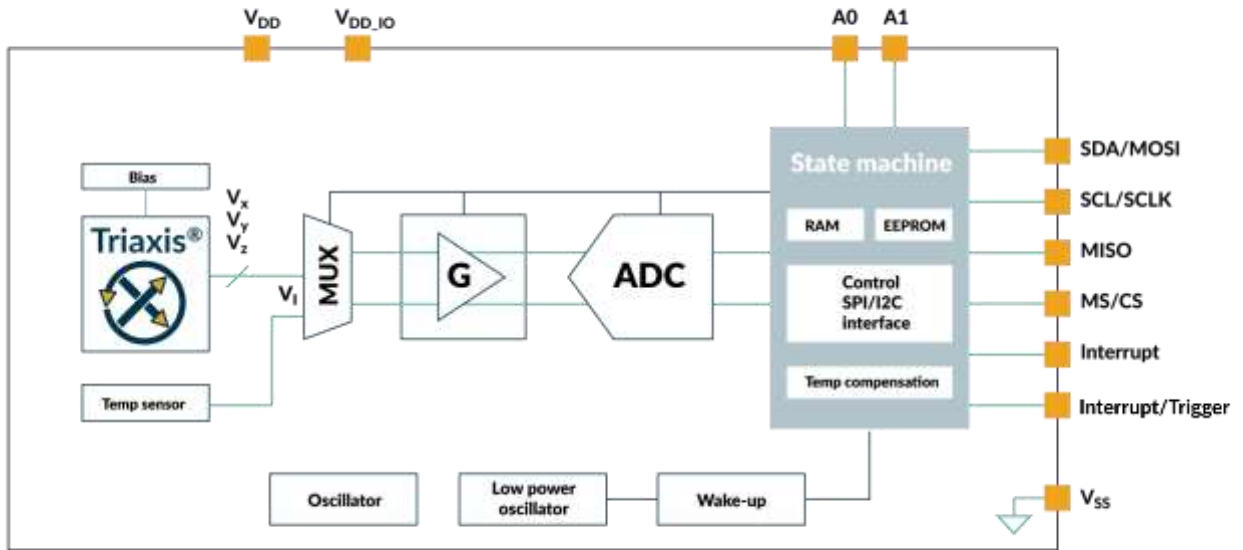 VDD
VDD_IO
A0
A1
SDA/MOSI
State machine
Bias
SCL/SCLK
Vx
Vy
Vz
Triaxis®
RAM
EEPROM
MISO
MUX
G
ADC
VI
Control
SPI/I2C
interface
MS/CS
Interrupt
Temp compensation
Temp sensor
Interrupt/Trigger
Oscillator
Low power
oscillator
Wake-up
VSS